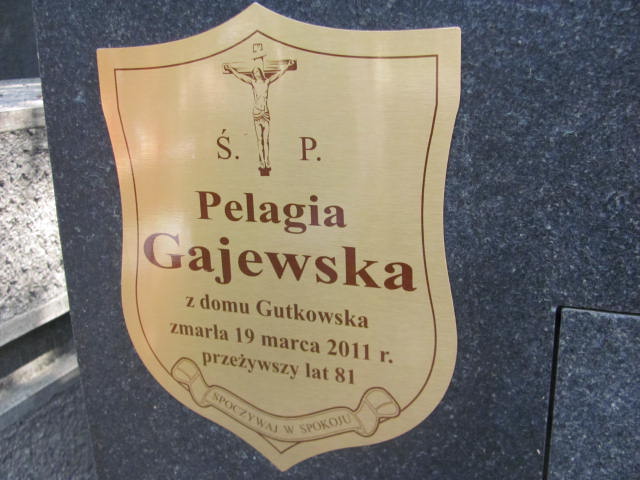 Ś. P.
Pelagia
Gajewska
z domu Gutkowska
zmarła 19 marca 2011 r.
przeżywszy lat 81
SPOCZYWAJ W SPOKOJU